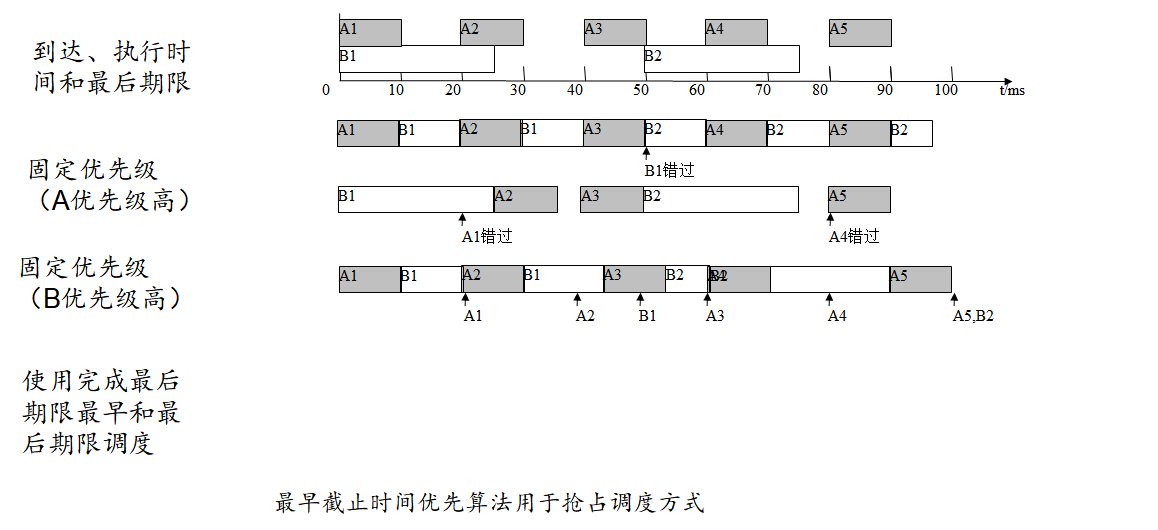 到达、执行时
间和最后期限
A1 A2 A3 A4 A5
B1 B2
0 10 20 30 40 50 60 70 80 90 100 t/ms
A1 B1 A2 B1 A3 B2 A4 B2 A5 B2
B1错过
固定优先级
（A优先级高）
B1 A2 A3 B2 A5
A1错过 A4错过
固定优先级
（B优先级高）
A1 B1 A2 B1 A3 B2 B2 A5
A1 A2 B1 A3 A4 A5,B2
使用完成最后
期限最早和最
后期限调度
最早截止时间优先算法用于抢占调度方式